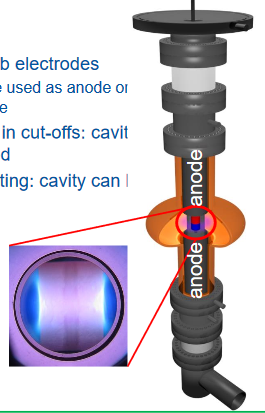 b electrodes
e used as anode or
e
in cut-offs: cavit
d
ting: cavity can
anode
anode